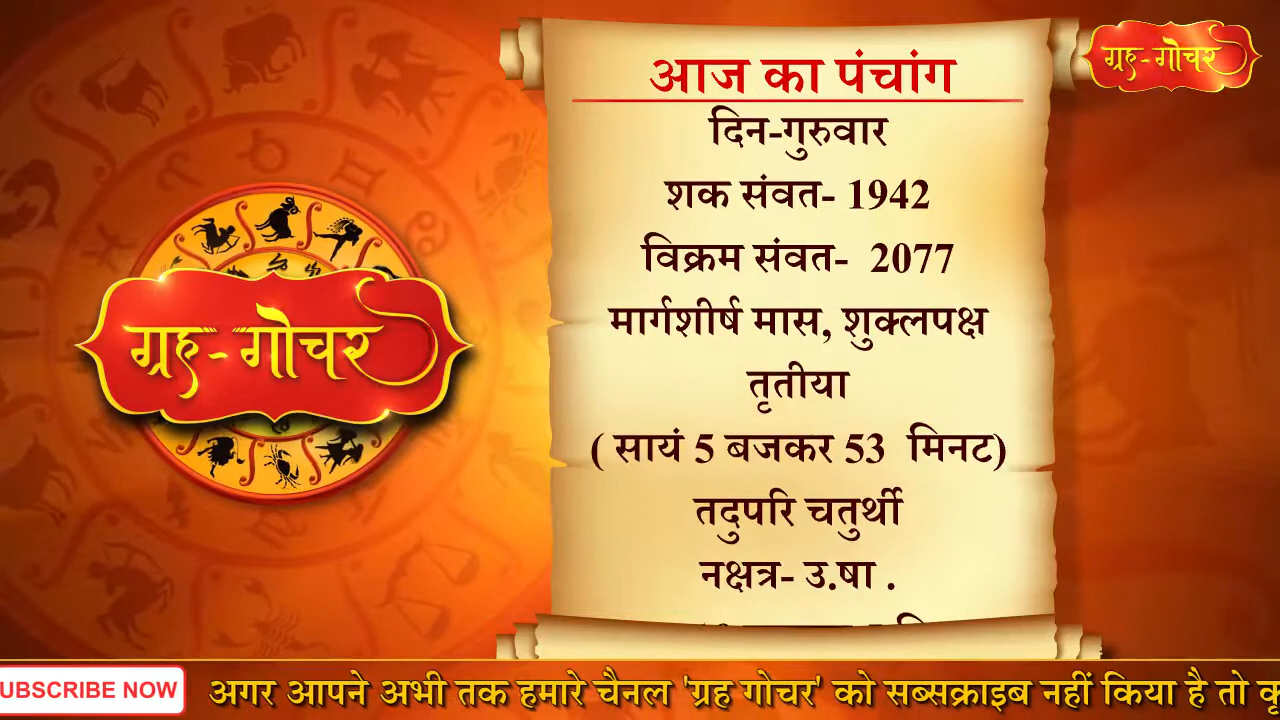 ग्रह-गोचर
आज का पंचांग
दिन-गुरुवार
शक संवत- 1942
विक्रम संवत- 2077
मार्गशीर्ष मास, शुक्लपक्ष
तृतीया
( सायं 5 बजकर 53 मिनट)
तदुपरि चतुर्थी
नक्षत्र- उ.षा .
ग्रह-गोचर
UBSCRIBE NOW
अगर आपने अभी तक हमारे चैनल 'ग्रह गोचर' को सब्सक्राइब नहीं किया है तो